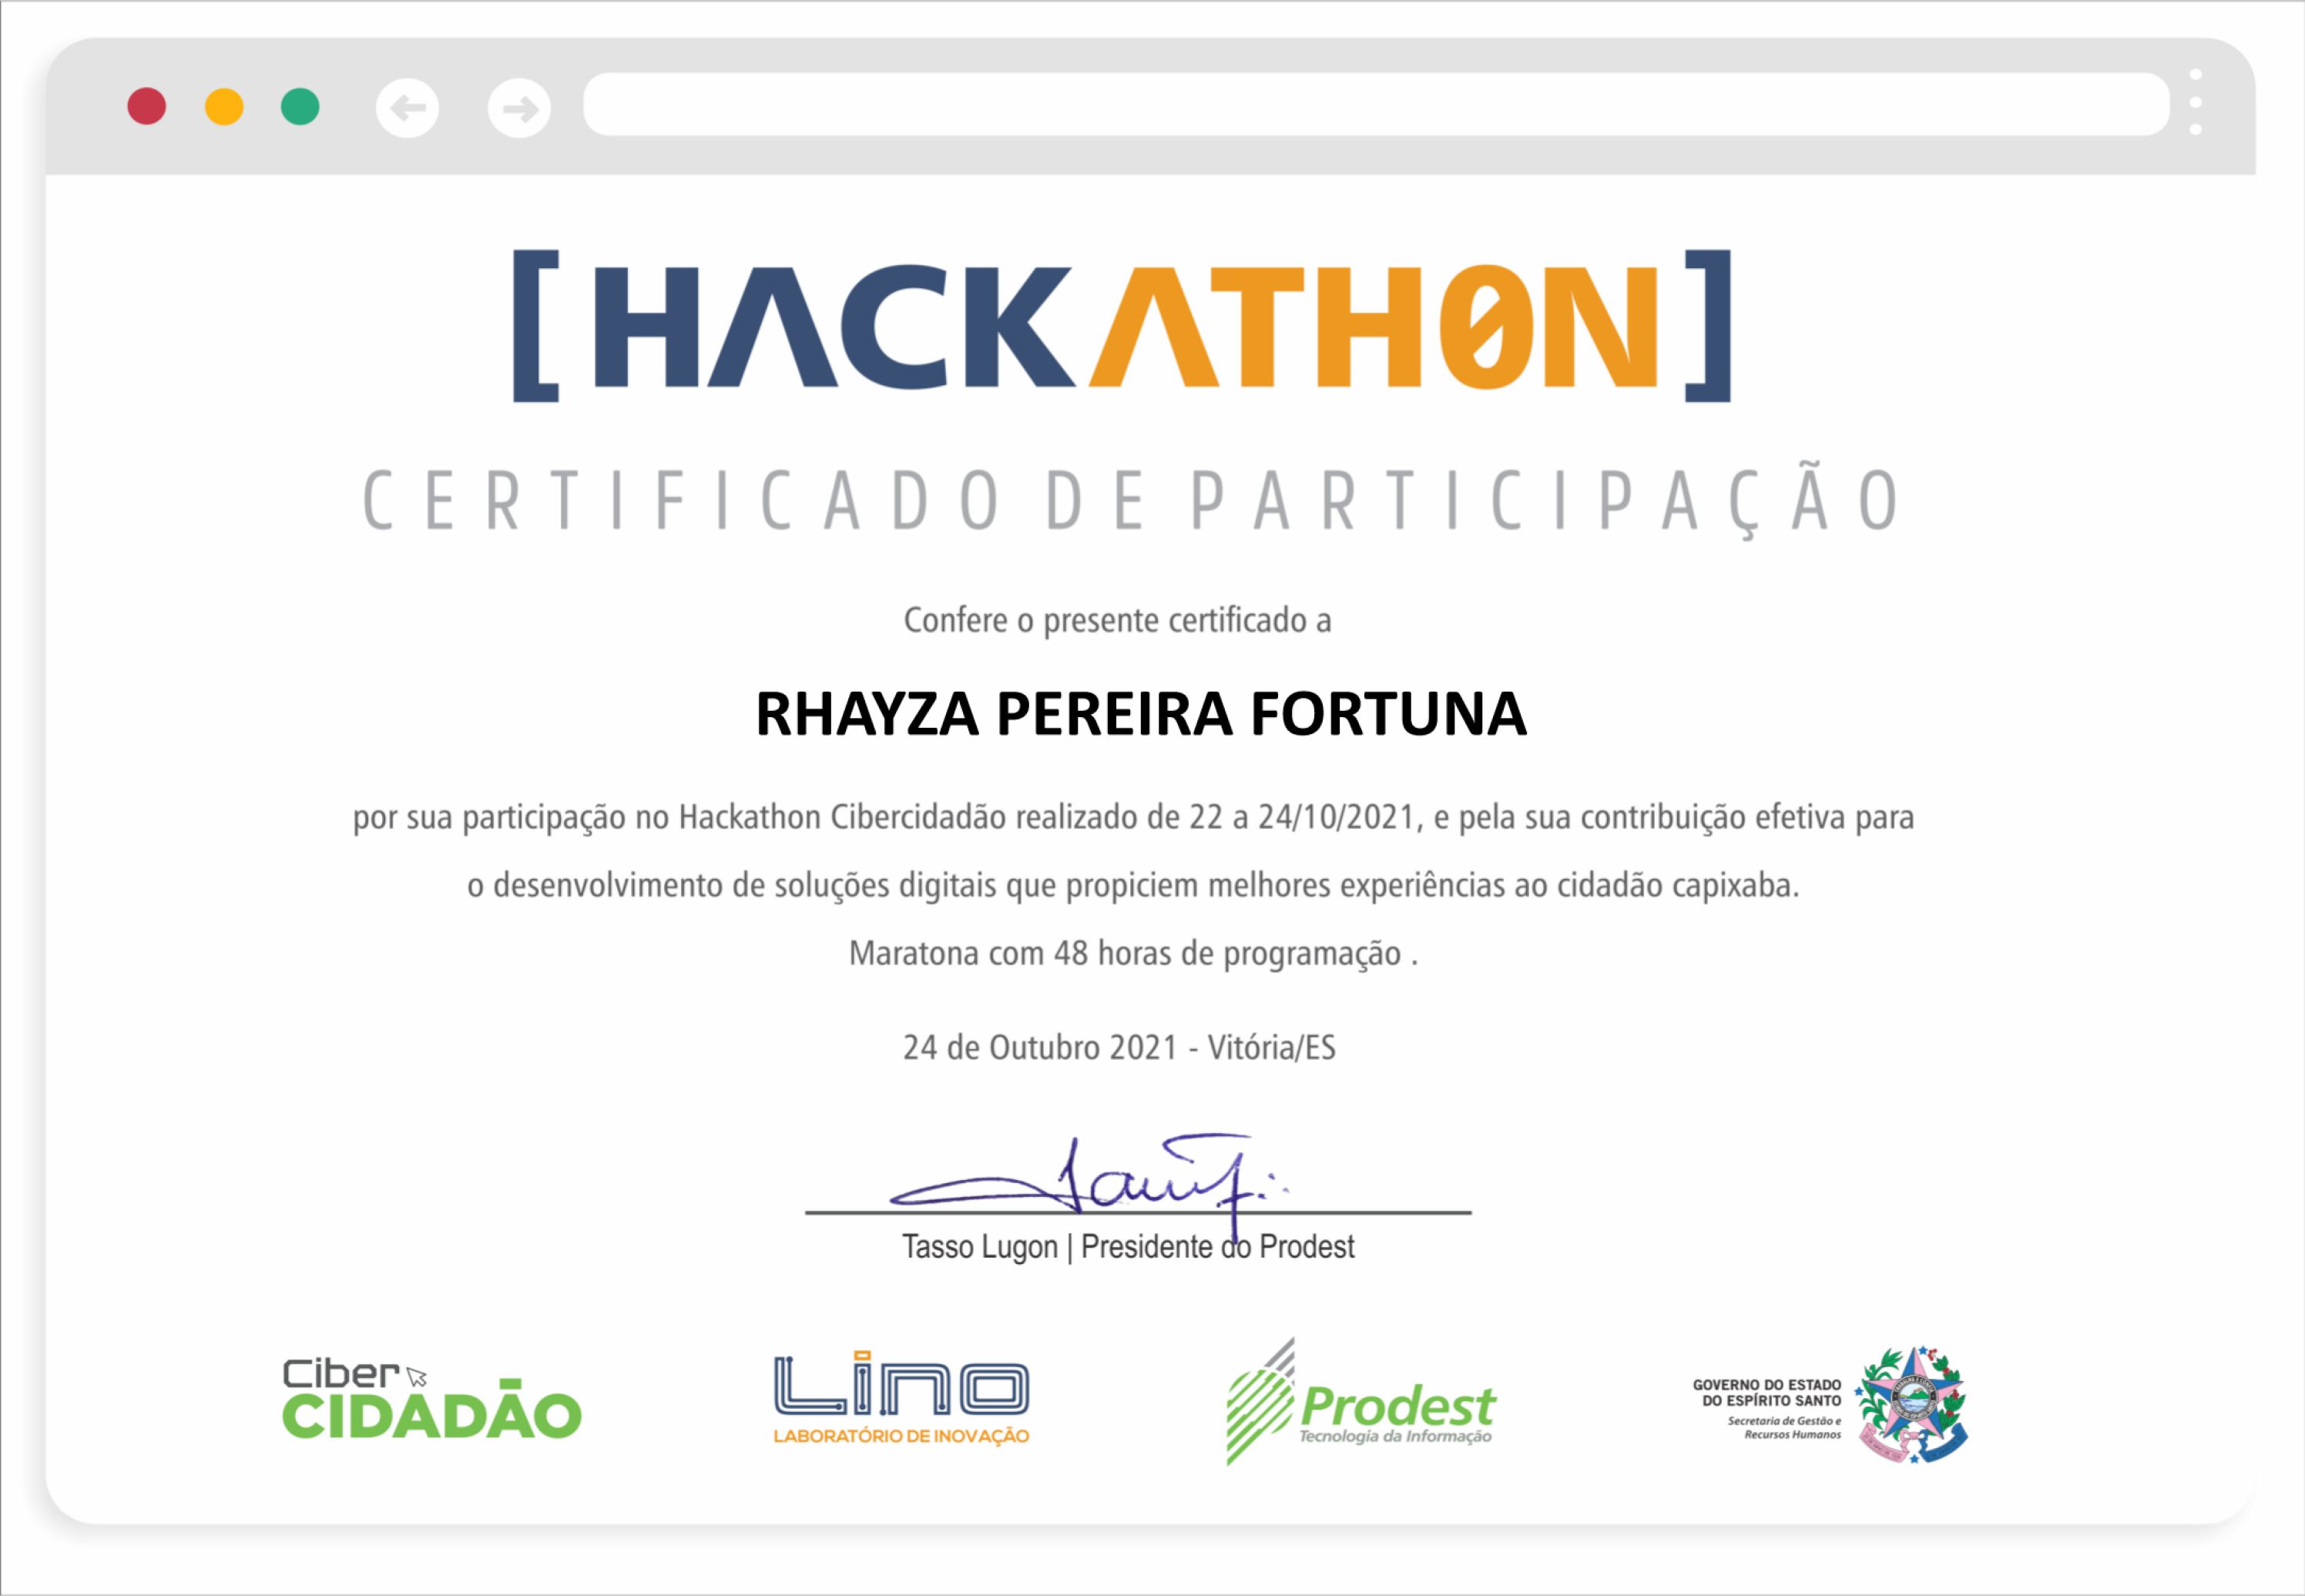 [HACKATH0N]
CERTIFICADO DE PARTICIPAÇÃO
Confere o presente certificado a
RHAYZA PEREIRA FORTUNA
por sua participação no Hackathon Cibercidadão realizado de 22 a 24/10/2021, e pela sua contribuição efetiva para
o desenvolvimento de soluções digitais que propiciem melhores experiências ao cidadão capixaba.
Maratona com 48 horas de programação .
24 de Outubro 2021 - Vitória/ES
Tasso Lugon | Presidente do Prodest
Ciber
CIDADÃO
Lino
LABORATÓRIO DE INOVAÇÃO
Prodest
Tecnologia da Informação
GOVERNO DO ESTADO
DO ESPÍRITO SANTO
Secretaria de Gestão e
Recursos Humanos